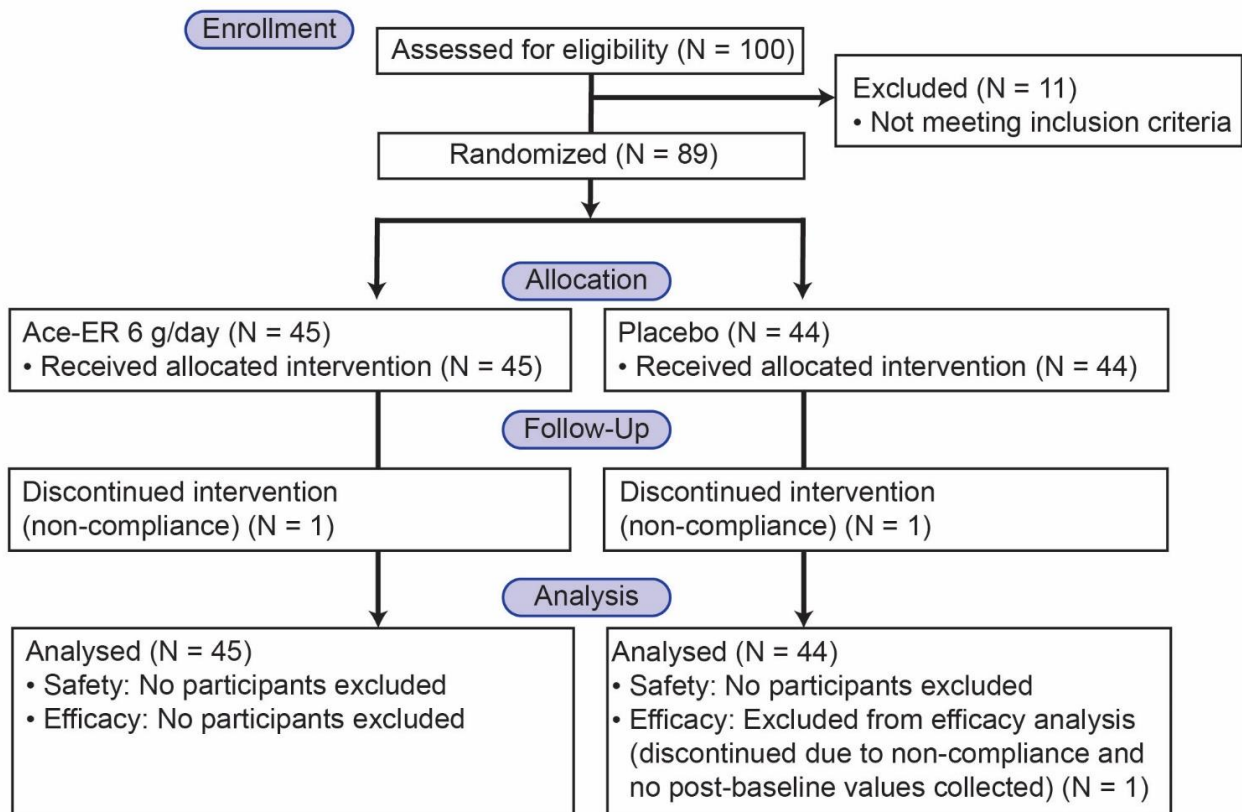 Enrollment
Assessed for eligibility (N = 100)
Excluded (N = 11)
• Not meeting inclusion criteria
Randomized (N = 89)
Allocation
Ace-ER 6 g/day (N = 45)
• Received allocated intervention (N = 45)
Placebo (N = 44)
• Received allocated intervention (N = 44)
Follow-Up
Discontinued intervention
(non-compliance) (N = 1)
Discontinued intervention
(non-compliance) (N = 1)
Analysis
Analysed (N = 45)
• Safety: No participants excluded
• Efficacy: No participants excluded
Analysed (N = 44)
• Safety: No participants excluded
• Efficacy: Excluded from efficacy analysis
(discontinued due to non-compliance and
no post-baseline values collected) (N = 1)